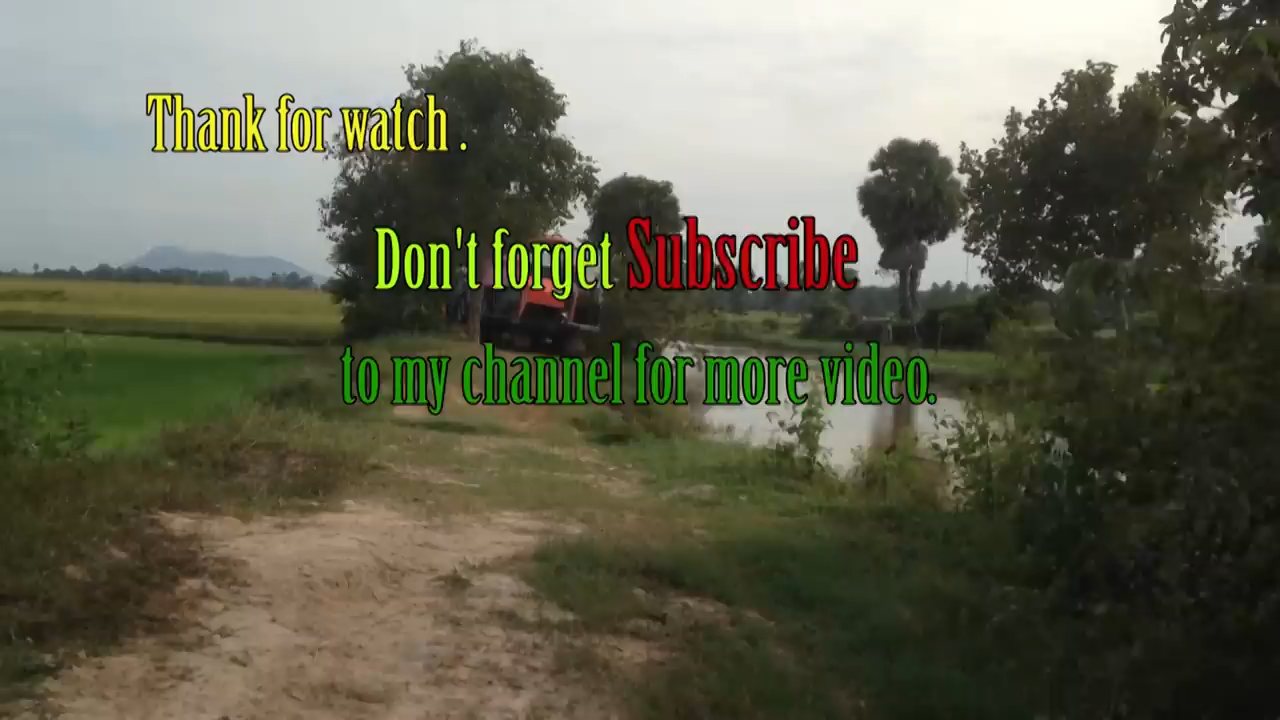 Thank for watch .
Don't forget Subscribe
to my channel for more video.